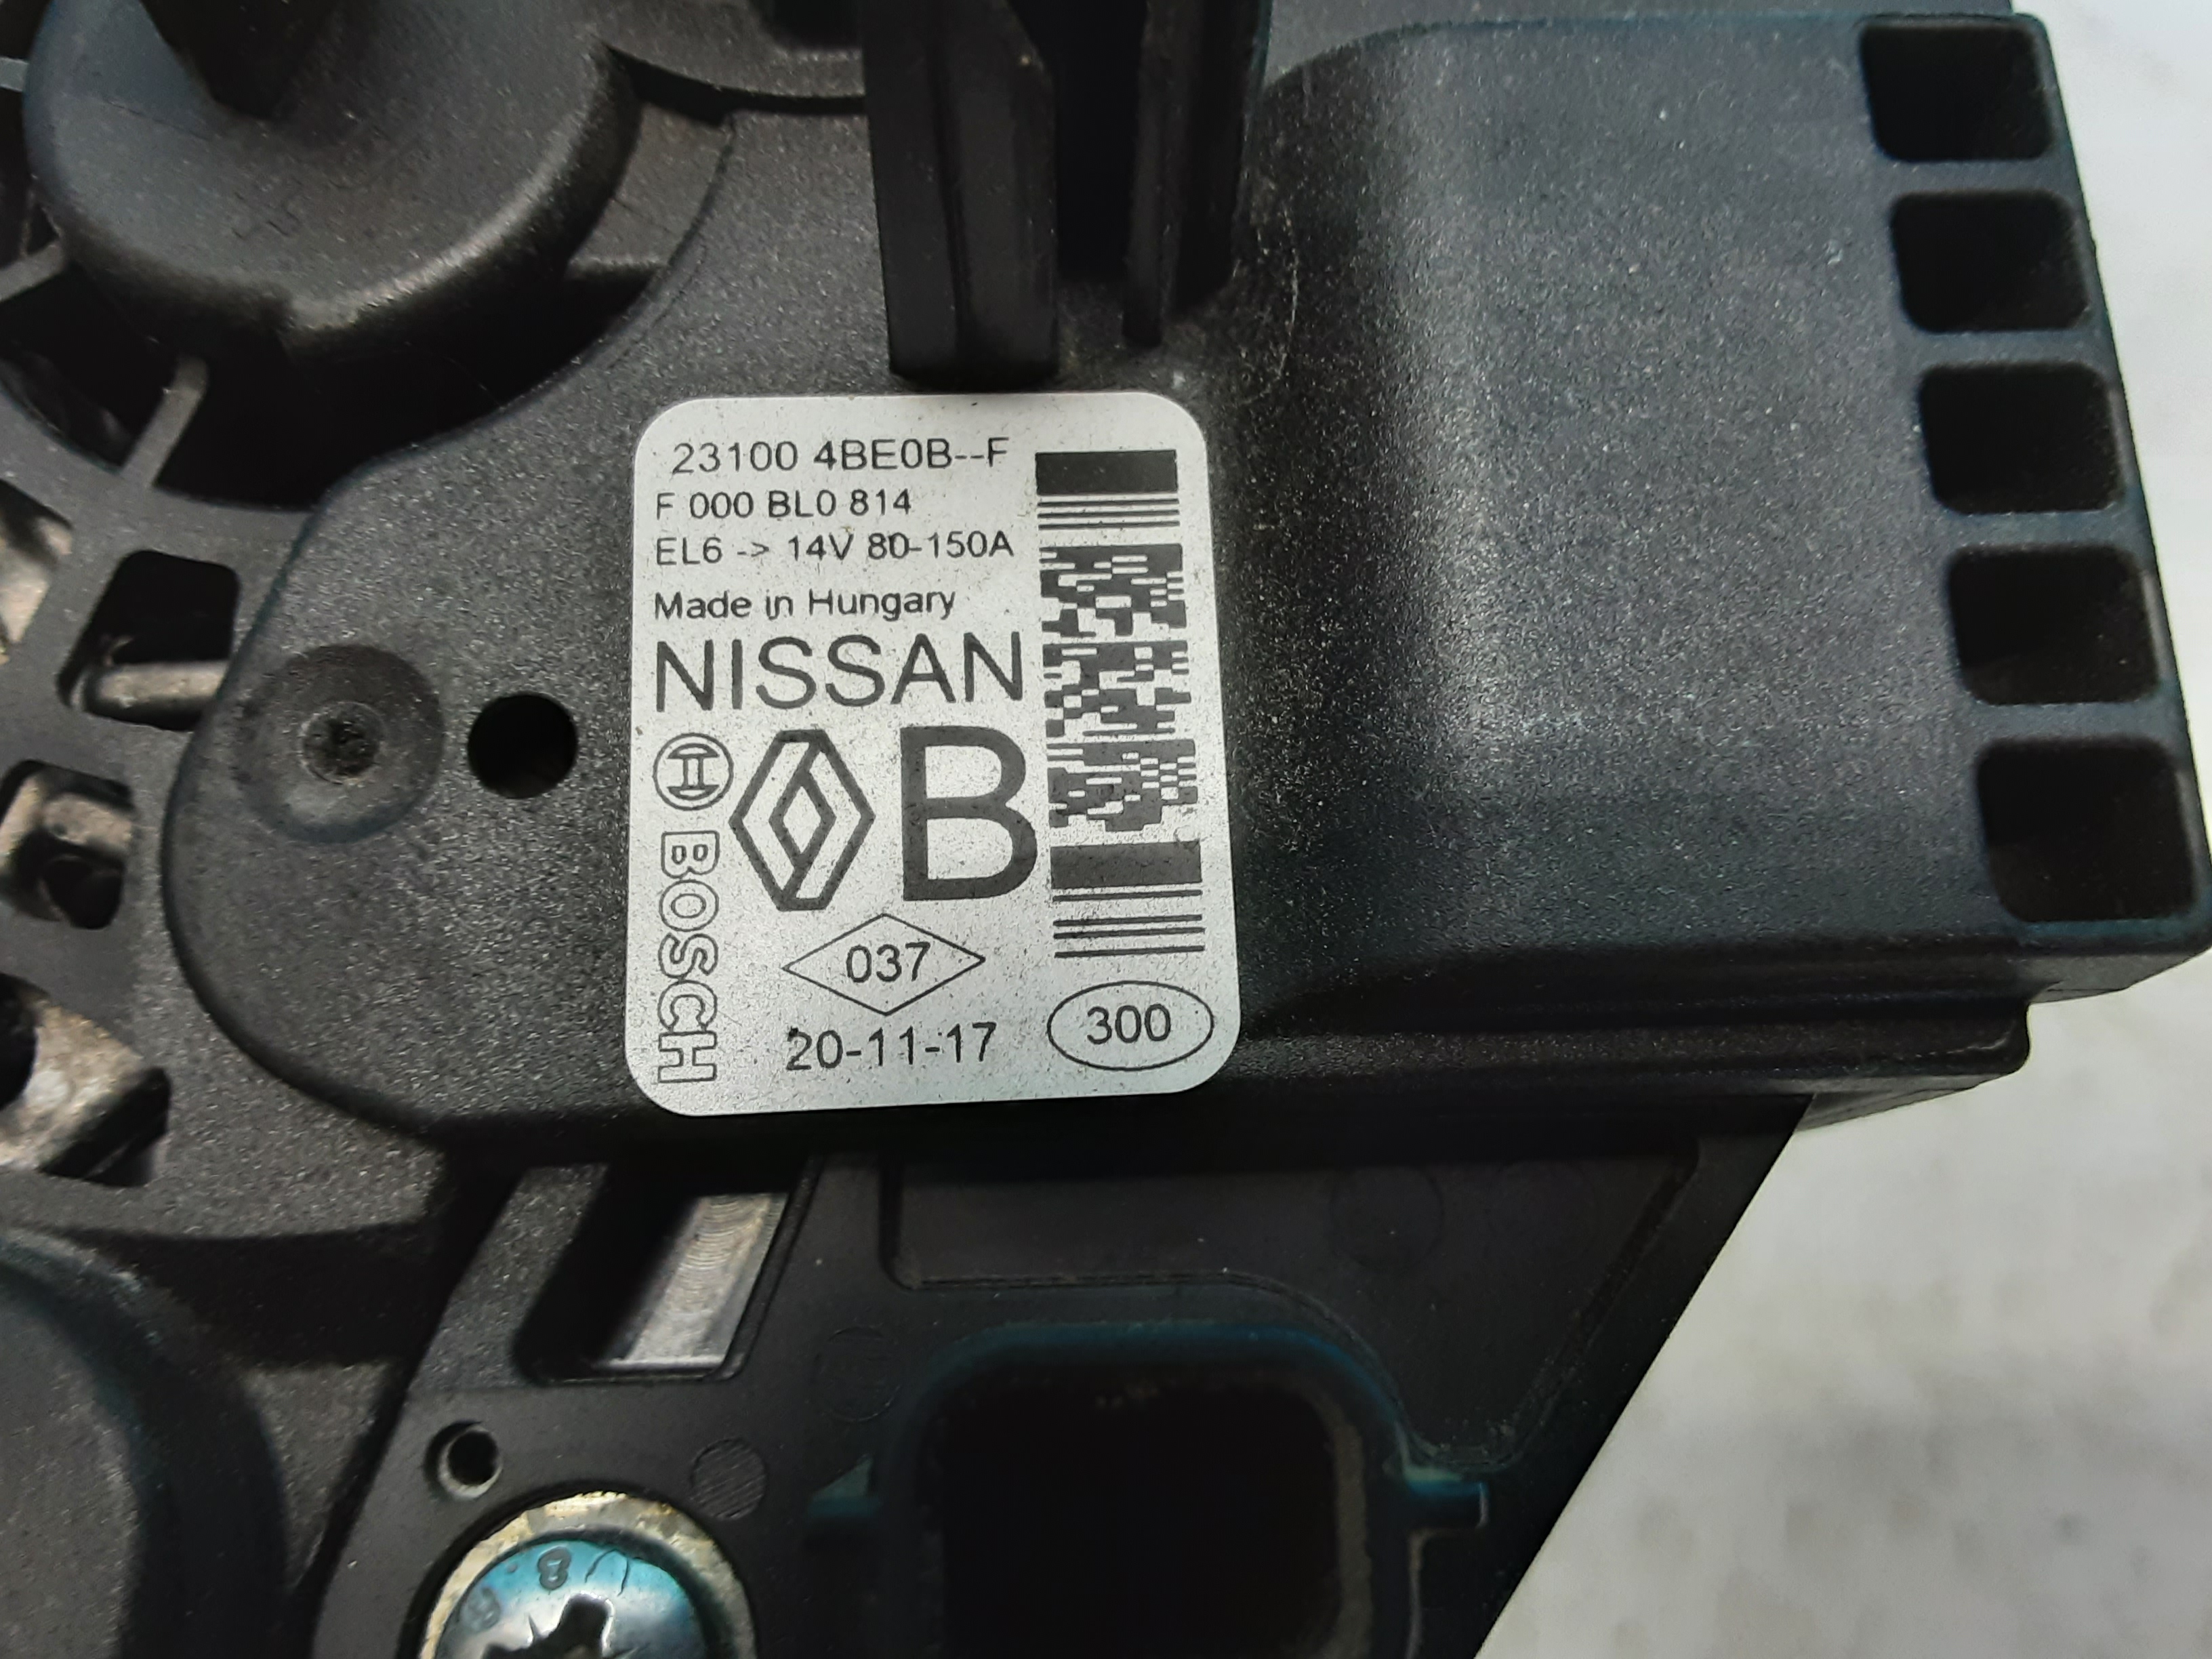 23100 4BE0B--F
F 000 BL0 814
EL6 -> 14V 80-150A
Made in Hungary
NISSAN
B
BOSCH
037
20-11-17
300
8